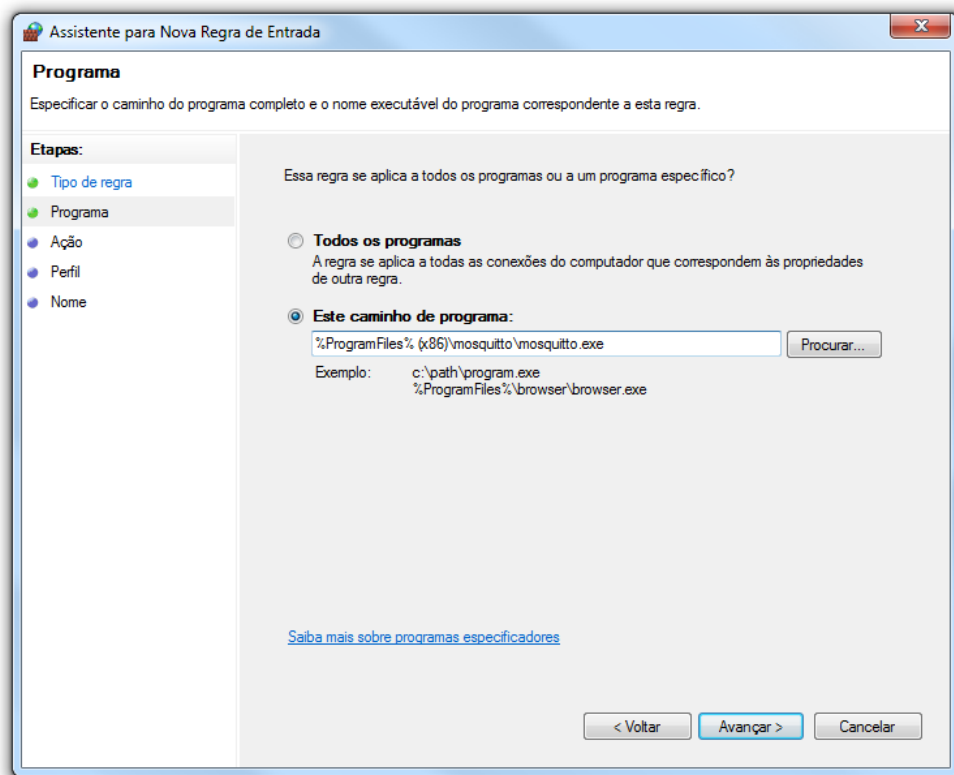 Assistente para Nova Regra de Entrada
Programa
Especificar o caminho do programa completo e o nome executável do programa correspondente a esta regra.
Etapas:
Tipo de regra
Programa
Ação
Perfil
Nome
Essa regra se aplica a todos os programas ou a um programa específico?
Todos os programas
A regra se aplica a todas as conexões do computador que correspondem às propriedades
de outra regra.
Este caminho de programa:
%ProgramFiles% (x86)\mosquitto\mosquitto.exe
Procurar...
Exemplo: c:\path\program.exe
%ProgramFiles%\browser\browser.exe
Saiba mais sobre programas especificadores
< Voltar
Avançar >
Cancelar